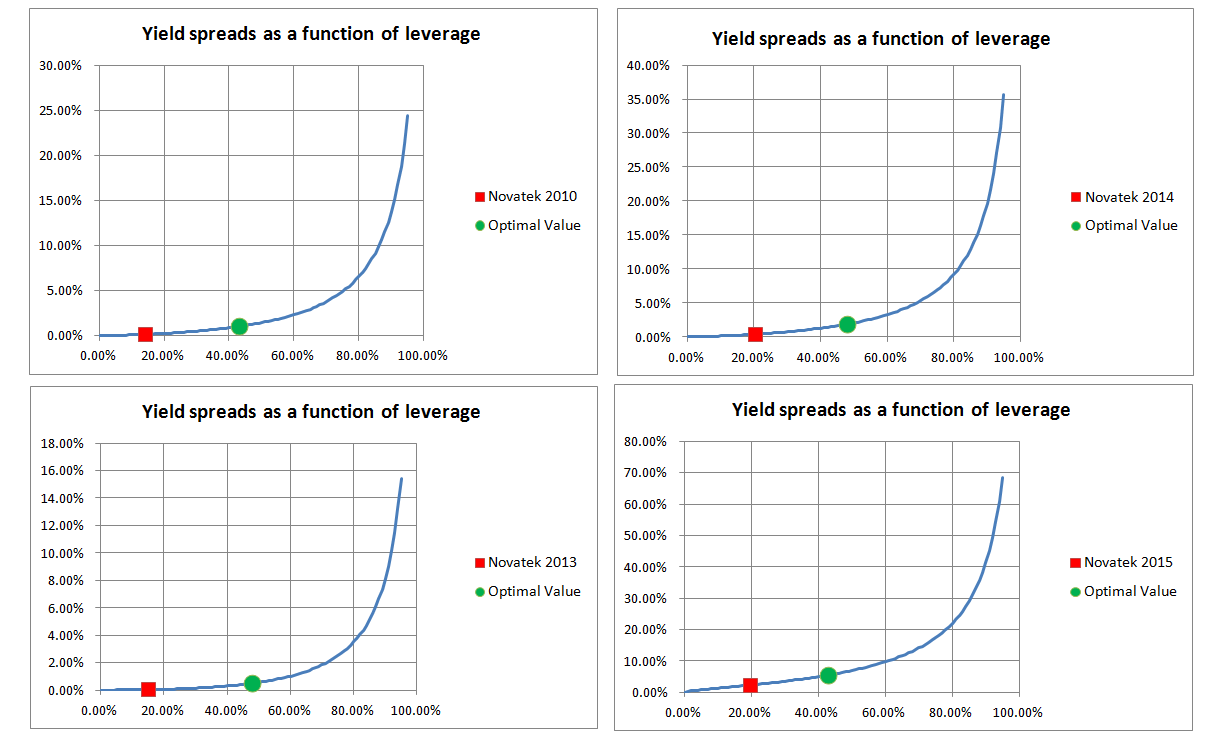 Yield spreads as a function of leverage
30.00%
25.00%
20.00%
15.00%
10.00%
5.00%
0.00%
0.00% 20.00% 40.00% 60.00% 80.00% 100.00%
Novatek 2010
Optimal Value
Yield spreads as a function of leverage
40.00%
35.00%
30.00%
25.00%
20.00%
15.00%
10.00%
5.00%
0.00%
0.00% 20.00% 40.00% 60.00% 80.00% 100.00%
Novatek 2014
Optimal Value
Yield spreads as a function of leverage
18.00%
16.00%
14.00%
12.00%
10.00%
8.00%
6.00%
4.00%
2.00%
0.00%
0.00% 20.00% 40.00% 60.00% 80.00% 100.00%
Novatek 2013
Optimal Value
Yield spreads as a function of leverage
80.00%
70.00%
60.00%
50.00%
40.00%
30.00%
20.00%
10.00%
0.00%
0.00% 20.00% 40.00% 60.00% 80.00% 100.00%
Novatek 2015
Optimal Value